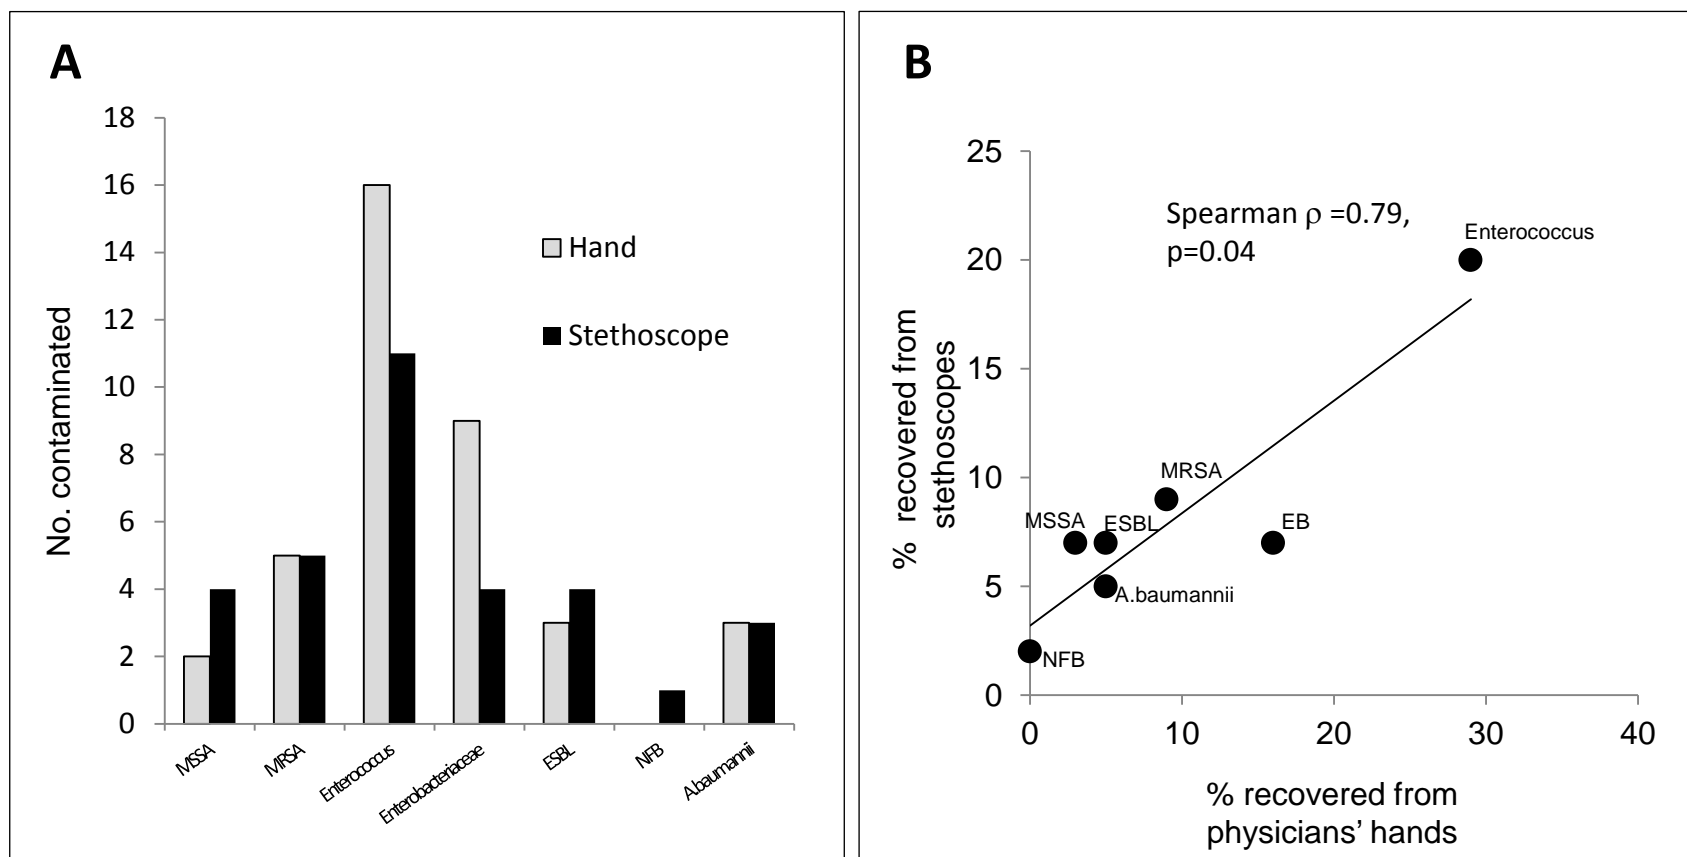 A
18
16
14
12
10
8
6
4
2
0
No. contaminated
Hand
Stethoscope
MSSA
MRSA
Enterococcus
Enterobacteriaceae
ESBL
NFB
A.baumannii
B
25
20
15
10
5
0
% recovered from
stethoscopes
Spearman ρ =0.79,
p=0.04
Enterococcus
MRSA
MSSA
ESBL
EB
A.baumannii
NFB
0
10
20
30
40
% recovered from
physicians’ hands